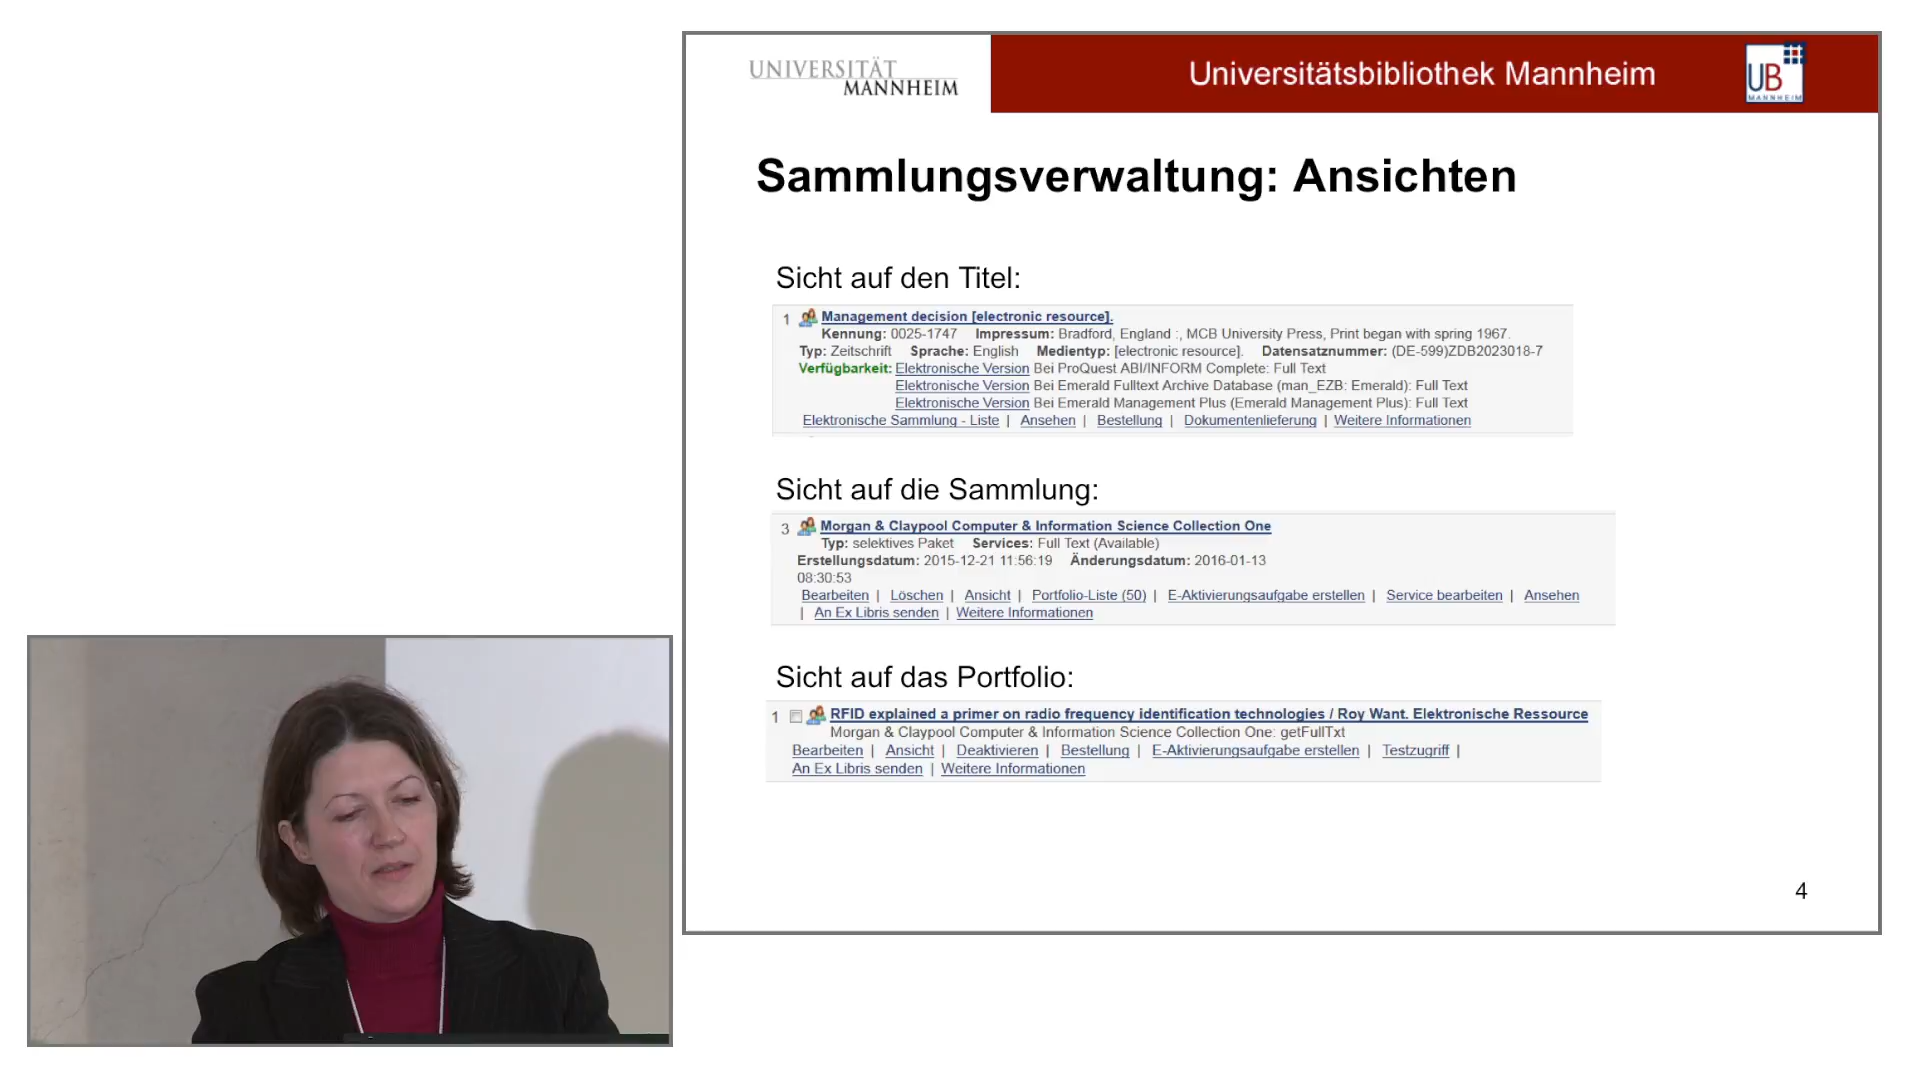 UNIVERSITÄT
MANNHEIM
Universitätsbibliothek Mannheim
UB
MANNHEIM
Sammlungsverwaltung: Ansichten
Sicht auf den Titel:
1 Management decision [electronic resource].
Kennung: 0025-1747 Impressum: Bradford, England :, MCB University Press, Print began with spring 1967.
Typ: Zeitschrift Sprache: English Medientyp: [electronic resource]. Datensatznummer: (DE-599)ZDB2023018-7
Verfügbarkeit: Elektronische Version Bei ProQuest ABI/INFORM Complete: Full Text
Elektronische Version Bei Emerald Fulltext Archive Database (man_EZB: Emerald): Full Text
Elektronische Version Bei Emerald Management Plus (Emerald Management Plus): Full Text
Elektronische Sammlung - Liste | Ansehen | Bestellung | Dokumentenlieferung | Weitere Informationen
Sicht auf die Sammlung:
3 Morgan & Claypool Computer & Information Science Collection One
Typ: selektives Paket Services: Full Text (Available)
Erstellungsdatum: 2015-12-21 11:56:19 Änderungsdatum: 2016-01-13
08:30:53
Bearbeiten | Löschen | Ansicht | Portfolio-Liste (50) | E-Aktivierungsaufgabe erstellen | Service bearbeiten | Ansehen
| An Ex Libris senden | Weitere Informationen
Sicht auf das Portfolio:
1 RFID explained a primer on radio frequency identification technologies / Roy Want. Elektronische Ressource
Morgan & Claypool Computer & Information Science Collection One: getFullTxt
Bearbeiten | Ansicht | Deaktivieren | Bestellung | E-Aktivierungsaufgabe erstellen | Testzugriff |
An Ex Libris senden | Weitere Informationen
4